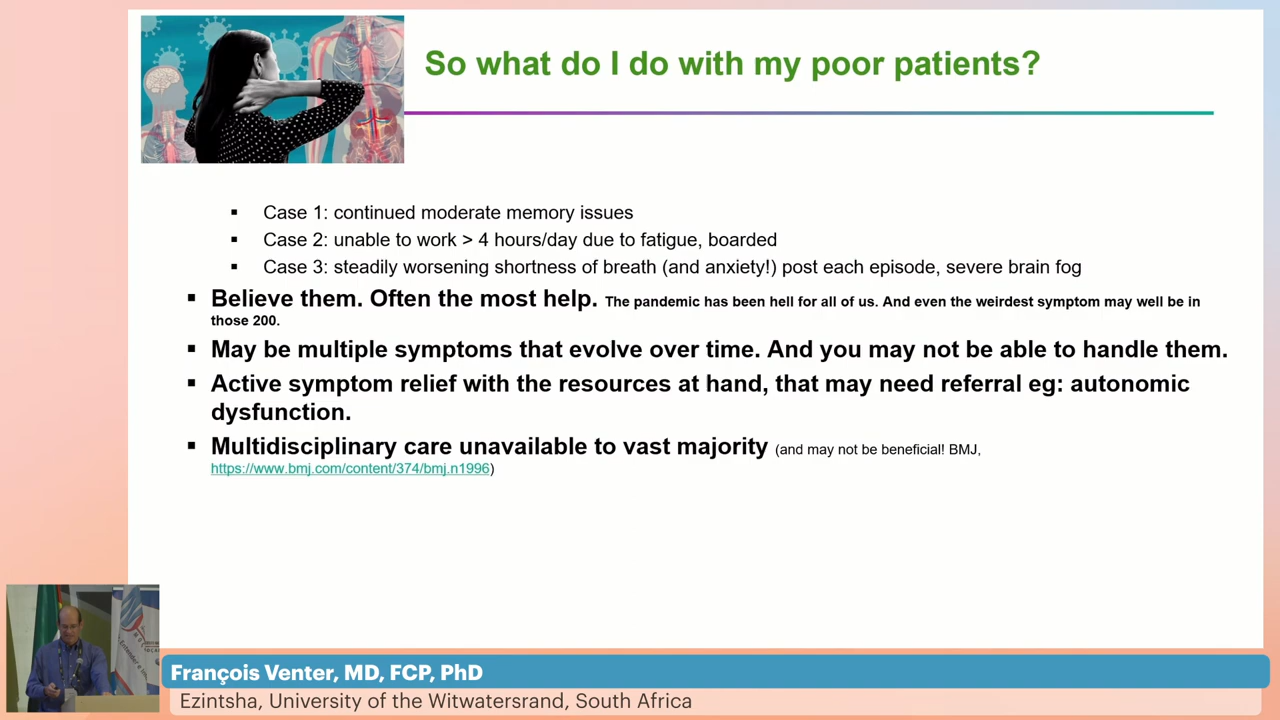 So what do I do with my poor patients?
▪ Case 1: continued moderate memory issues
▪ Case 2: unable to work > 4 hours/day due to fatigue, boarded
▪ Case 3: steadily worsening shortness of breath (and anxiety!) post each episode, severe brain fog
▪ Believe them. Often the most help. The pandemic has been hell for all of us. And even the weirdest symptom may well be in
those 200.
▪ May be multiple symptoms that evolve over time. And you may not be able to handle them.
▪ Active symptom relief with the resources at hand, that may need referral eg: autonomic
dysfunction.
▪ Multidisciplinary care unavailable to vast majority (and may not be beneficial! BMJ,
https://www.bmj.com/content/374/bmj.n1996)
François Venter, MD, FCP, PhD
Ezintsha, University of the Witwatersrand, South Africa